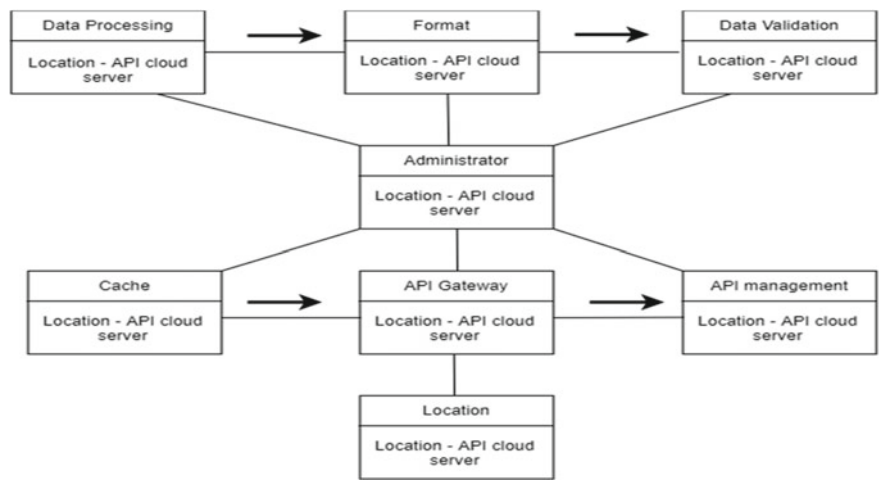 Data Processing
Location - API cloud
server
Format
Location - API cloud
server
Data Validation
Location - API cloud
server
Administrator
Location - API cloud
server
Cache
Location - API cloud
server
API Gateway
Location - API cloud
server
API management
Location - API cloud
server
Location
Location - API cloud
server